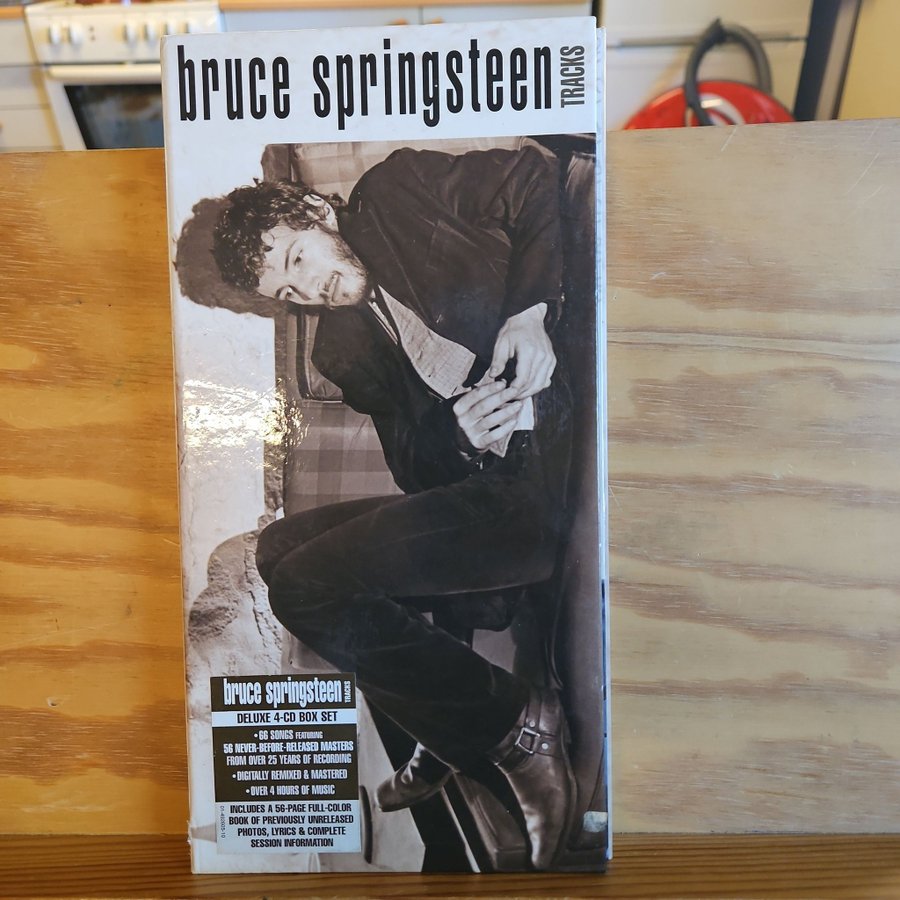 bruce springsteen TRACKS
bruce springsteen TRACKS
DELUXE 4-CD BOX SET
• 66 SONGS FEATURING
56 NEVER-BEFORE-RELEASED MASTERS
FROM OVER 25 YEARS OF RECORDING
• DIGITALLY REMIXED & MASTERED
• OVER 4 HOURS OF MUSIC
INCLUDES A 56-PAGE FULL-COLOR
BOOK OF PREVIOUSLY UNRELEASED
PHOTOS, LYRICS & COMPLETE
SESSION INFORMATION